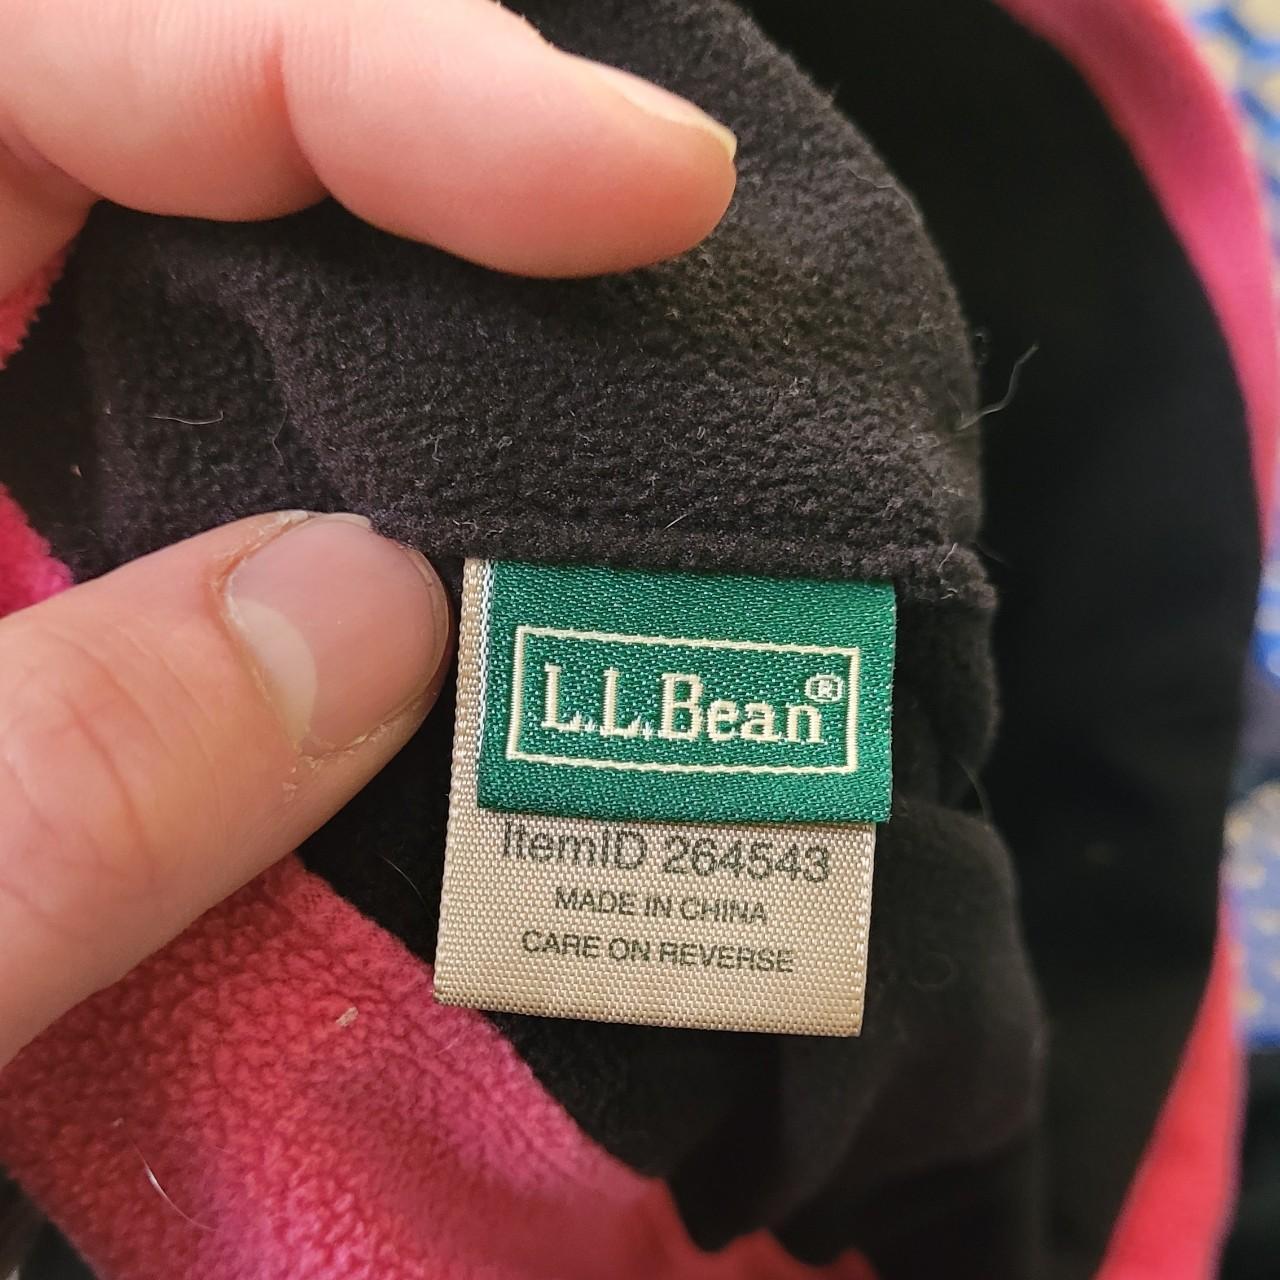 L.L.Bean®
ItemID 264543
MADE IN CHINA
CARE ON REVERSE